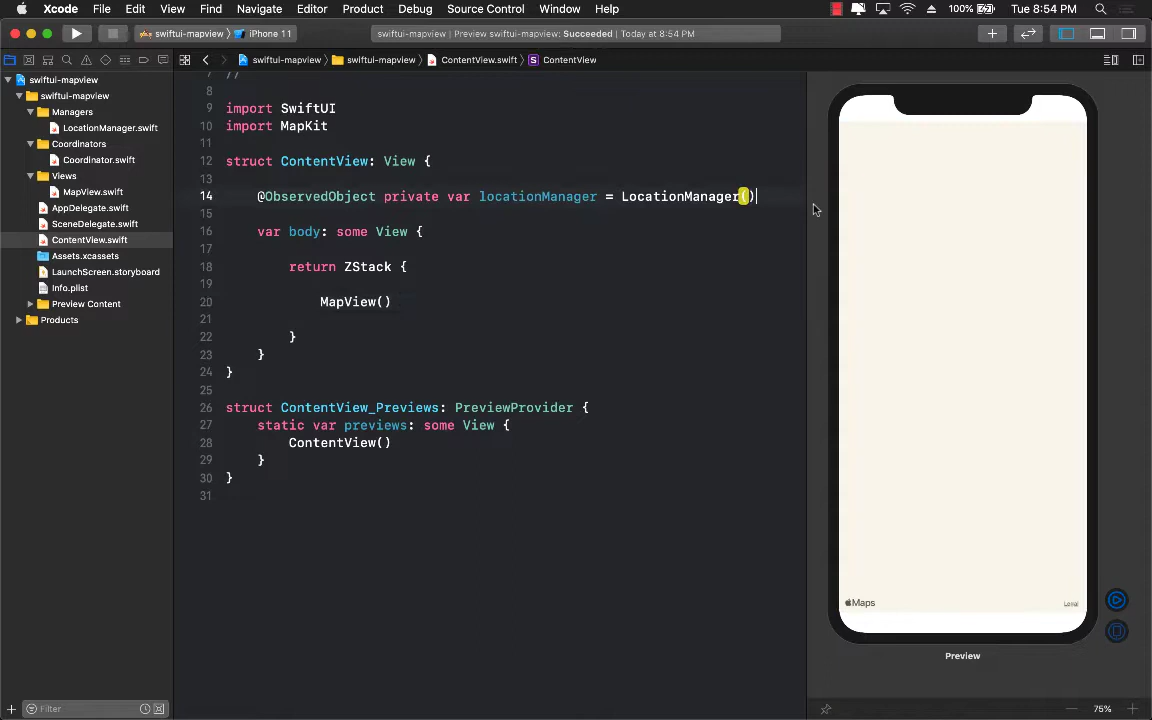 Xcode File Edit View Find Navigate Editor Product Debug Source Control Window Help 100% Tue 8:54 PM
swiftui-mapview iPhone 11 swiftui-mapview | Preview swiftui-mapview: Succeeded | Today at 8:54 PM
swiftui-mapview swiftui-mapview ContentView.swift S ContentView
swiftui-mapview
swiftui-mapview
Managers
LocationManager.swift
Coordinators
Coordinator.swift
Views
MapView.swift
AppDelegate.swift
SceneDelegate.swift
ContentView.swift
Assets.xcassets
LaunchScreen.storyboard
Info.plist
Preview Content
Products
Filter
7 //
8
9 import SwiftUI
10 import MapKit
11
12 struct ContentView: View {
13
14 @ObservedObject private var locationManager = LocationManager()
15
16 var body: some View {
17
18 return ZStack {
19
20 MapView()
21
22 }
23 }
24 }
25
26 struct ContentView_Previews: PreviewProvider {
27 static var previews: some View {
28 ContentView()
29 }
30 }
31
Maps Legal
Preview
75%